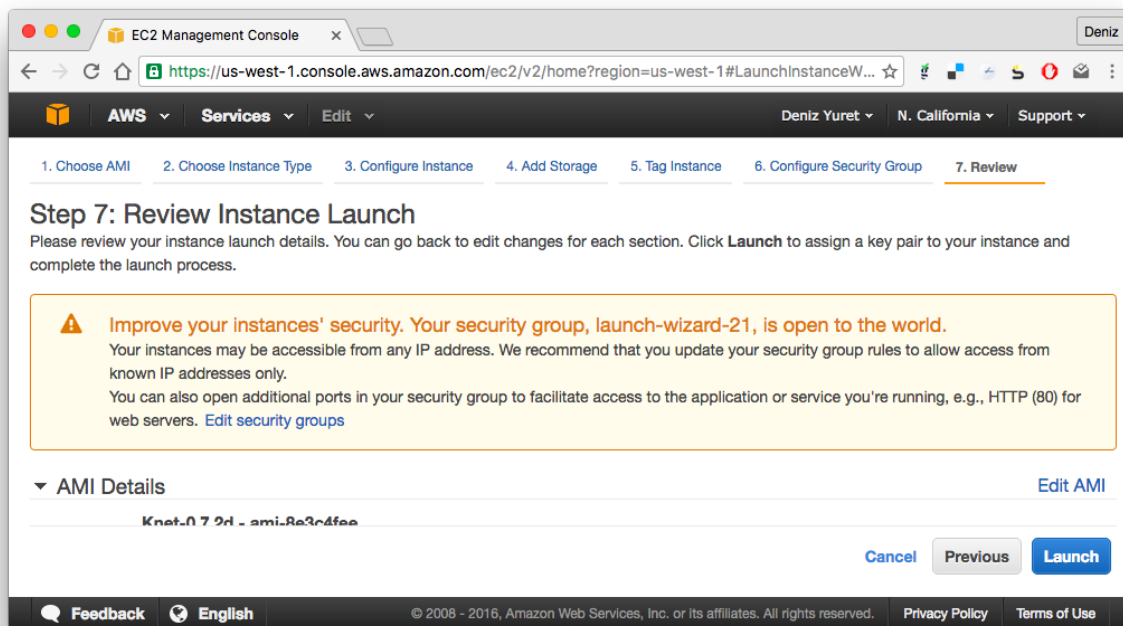 EC2 Management Console
Deniz
https://us-west-1.console.aws.amazon.com/ec2/v2/home?region=us-west-1#LaunchInstanceW...
AWS Services Edit Deniz Yuret N. California Support
1. Choose AMI 2. Choose Instance Type 3. Configure Instance 4. Add Storage 5. Tag Instance 6. Configure Security Group 7. Review
Step 7: Review Instance Launch
Please review your instance launch details. You can go back to edit changes for each section. Click Launch to assign a key pair to your instance and
complete the launch process.
Improve your instances' security. Your security group, launch-wizard-21, is open to the world.
Your instances may be accessible from any IP address. We recommend that you update your security group rules to allow access from
known IP addresses only.
You can also open additional ports in your security group to facilitate access to the application or service you're running, e.g., HTTP (80) for
web servers. Edit security groups
AMI Details Edit AMI
Knet-0.7.2d - ami-8e3c4fee
Cancel Previous Launch
Feedback English © 2008 - 2016, Amazon Web Services, Inc. or its affiliates. All rights reserved. Privacy Policy Terms of Use